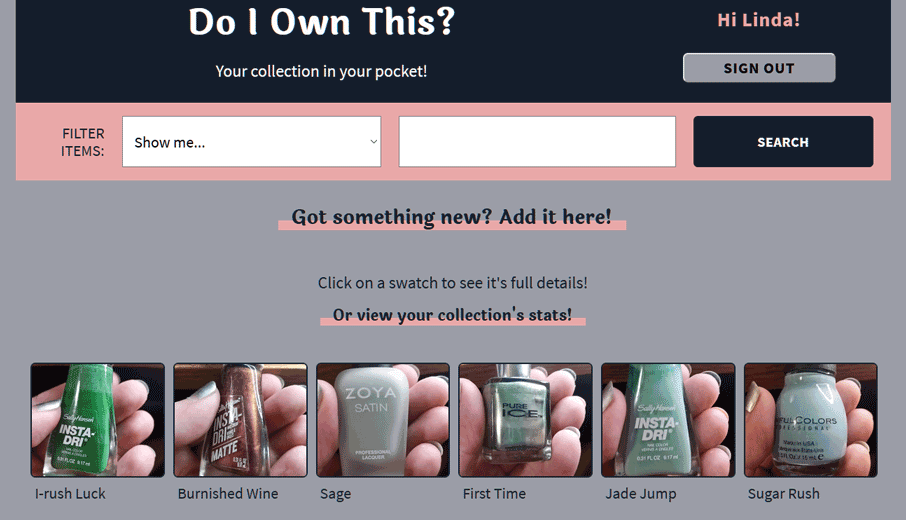 Do I Own This?
Hi Linda!
Your collection in your pocket!
SIGN OUT
FILTER
ITEMS:
Show me...
SEARCH
Got something new? Add it here!
Click on a swatch to see it's full details!
Or view your collection's stats!
Sally Hansen
INSTA-
DRI
INSTA
DRI
MATTE
ZOYA
SATIN
PROFESSIONAL
LACQUER
PURE
ICE
Sally Hansen
INSTA-
DRI
COLORS
I-rush Luck
Burnished Wine
Sage
First Time
Jade Jump
Sugar Rush